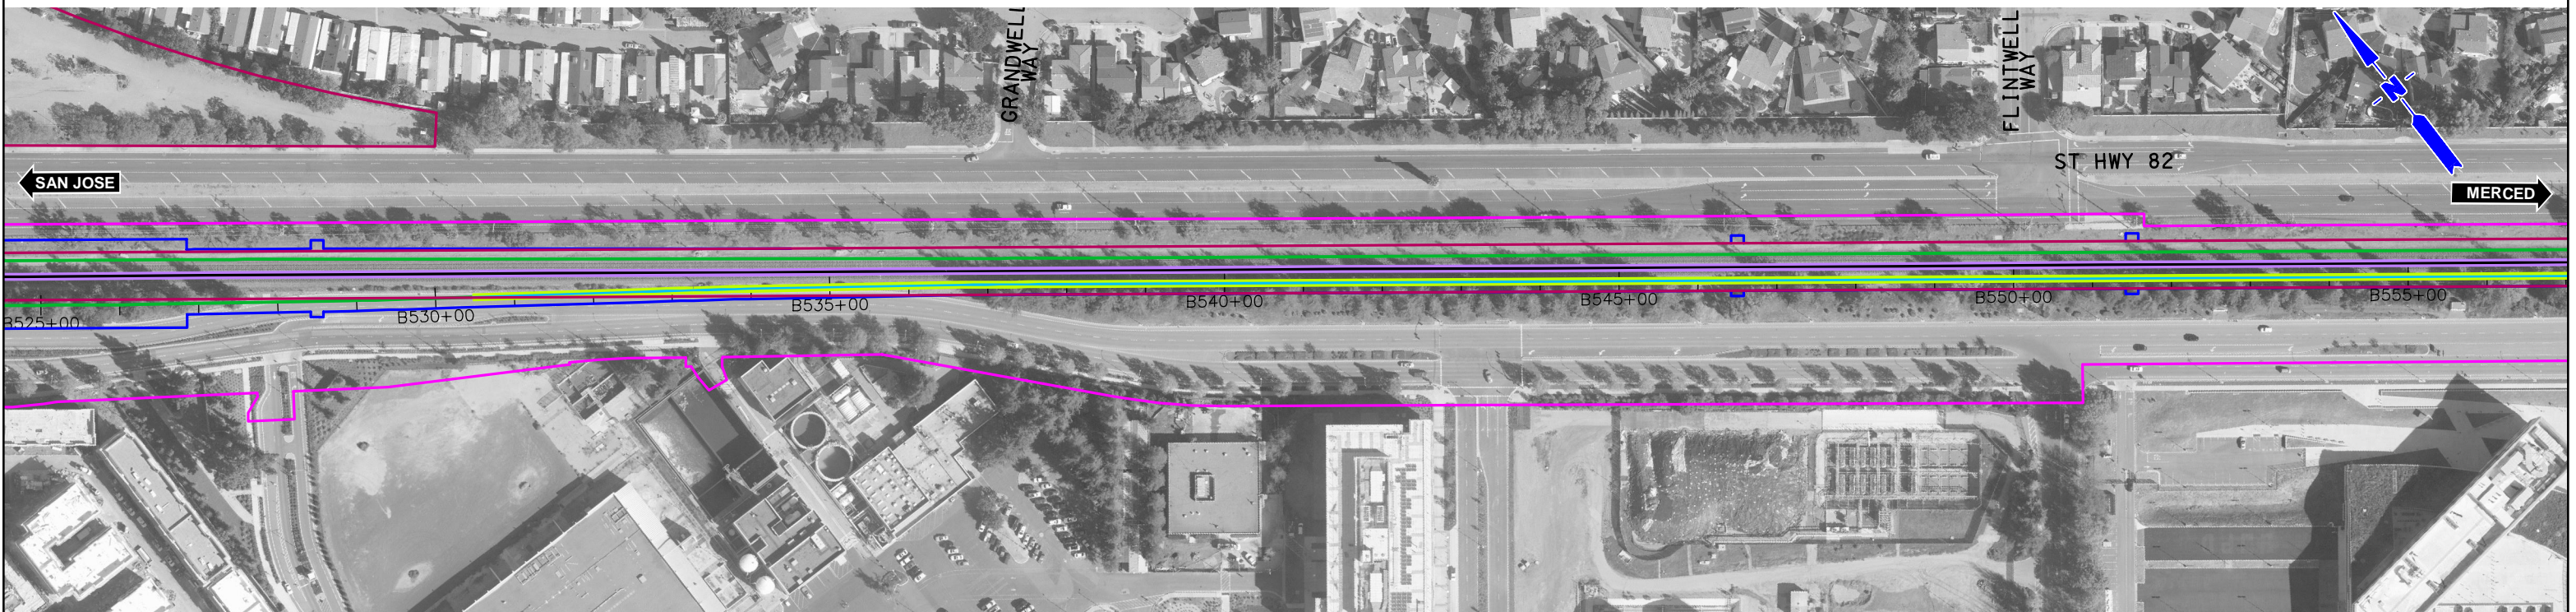 GRANDWELL
WAY
FLINTWELL
WAY
N
ST HWY 82
SAN JOSE
MERCED
B525+00
B530+00
B535+00
B540+00
B545+00
B550+00
B555+00